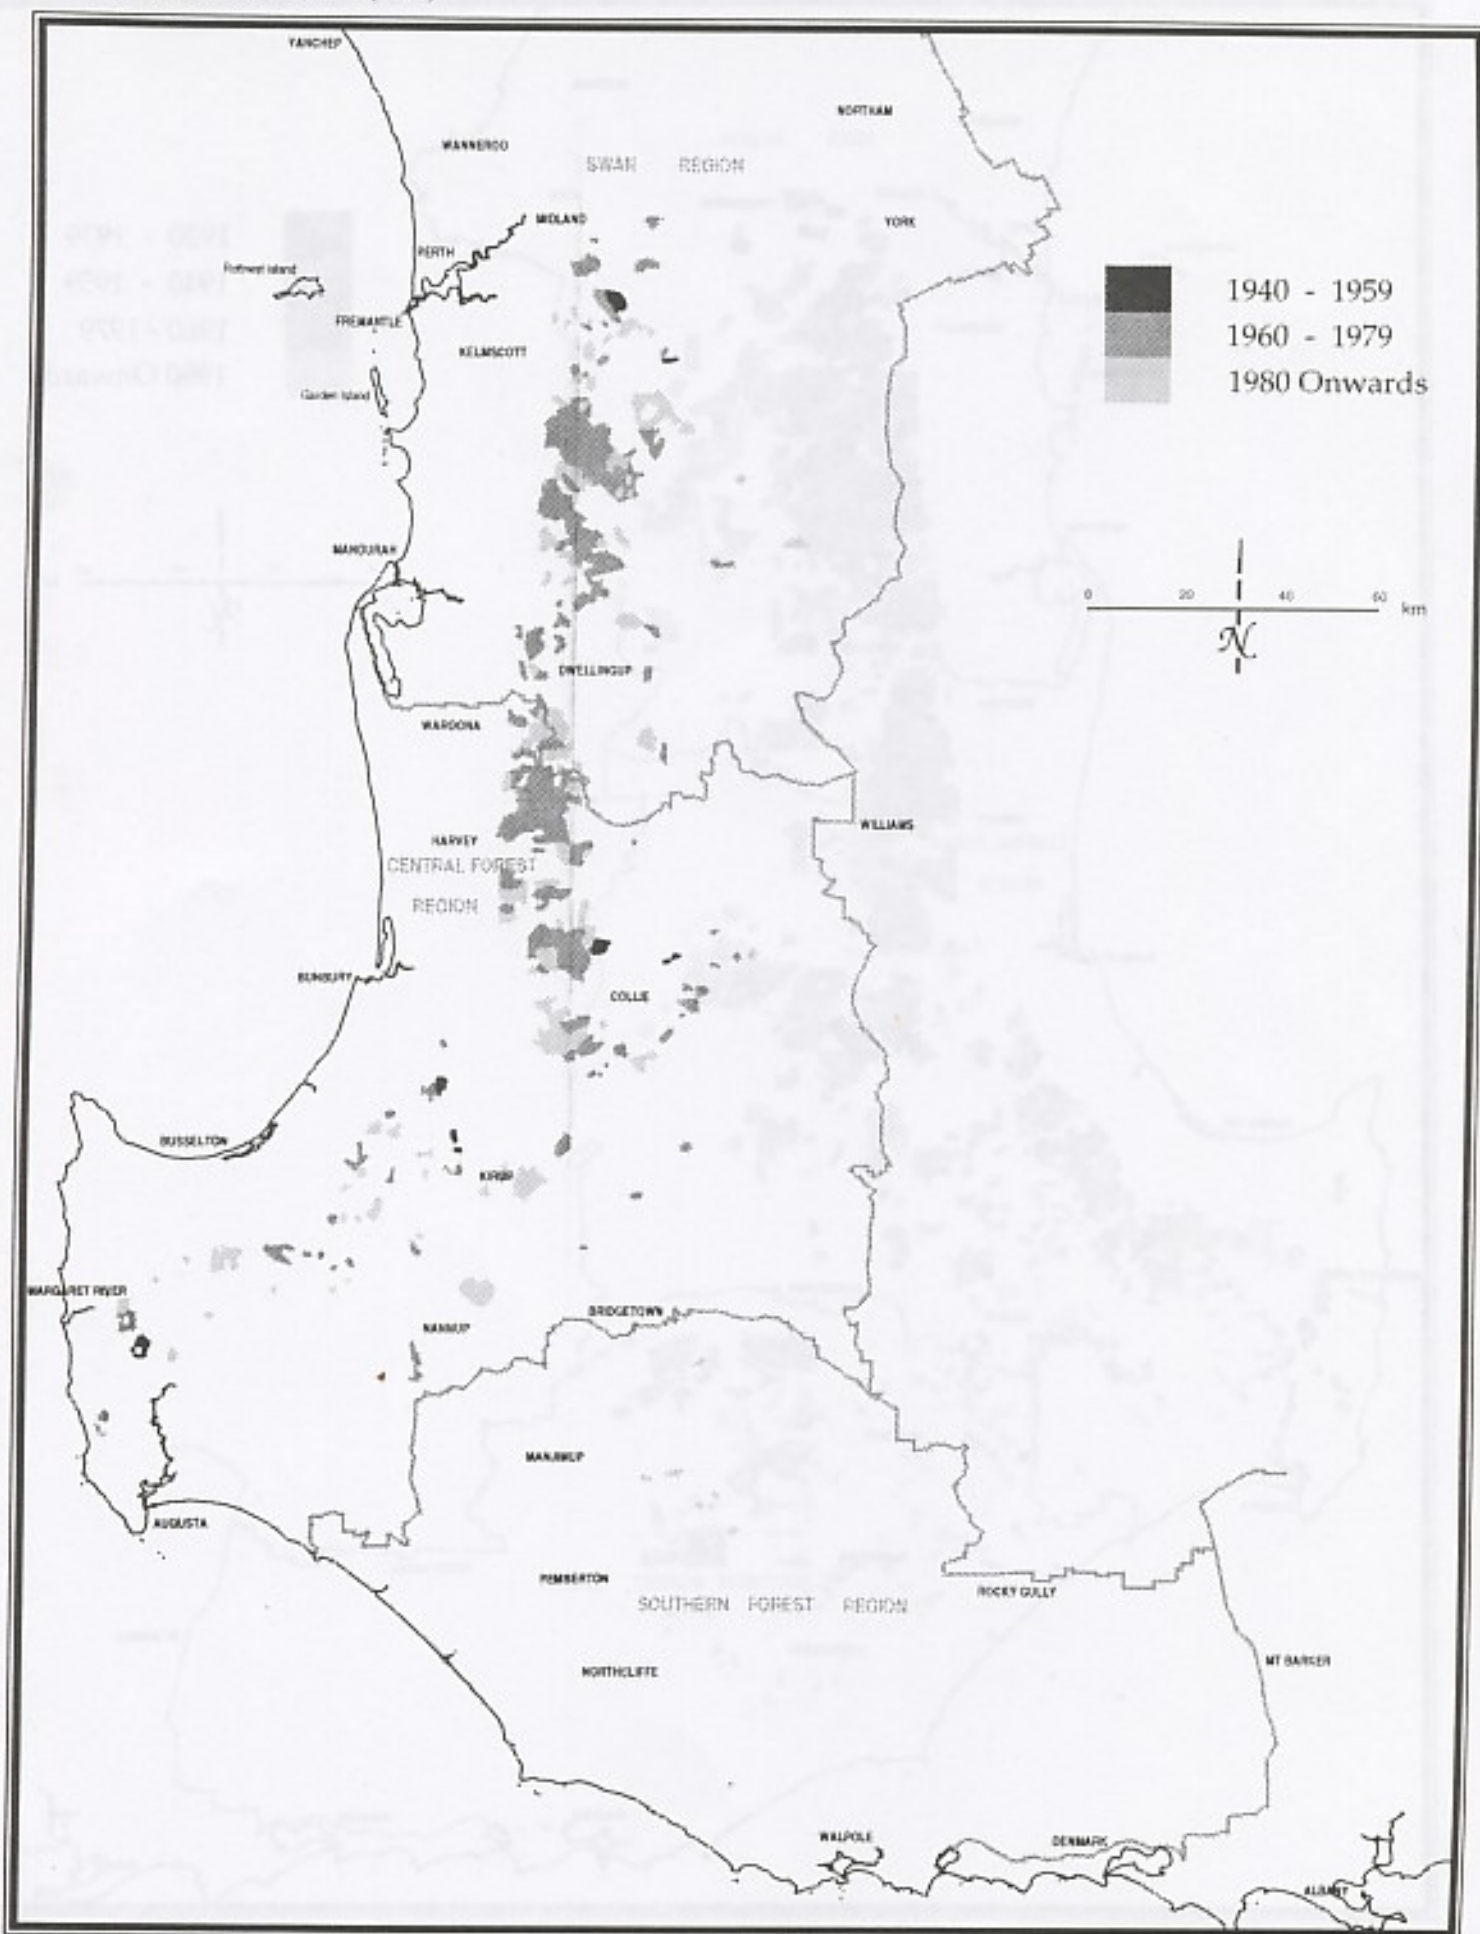 YANCHEP
NORTHAM
WANNEROO
SWAN REGION
MIDLAND
YORK
PERTH
Rottnest Island
1940 - 1959
FREMANTLE
1960 - 1979
KELMSCOTT
1980 Onwards
Garden Island
MANDURAH
0 20 40 60 km
N
DWELLINGUP
WAROONA
WILLIAMS
HARVEY
CENTRAL FOREST
REGION
BUNBURY
COLLIE
BUSSELTON
KIRUP
MARGARET RIVER
BRIDGETOWN
NANNUP
MANJIMUP
AUGUSTA
PEMBERTON
ROCKY GULLY
SOUTHERN FOREST REGION
MT BARKER
NORTHCLIFFE
WALPOLE
DENMARK
ALBANY